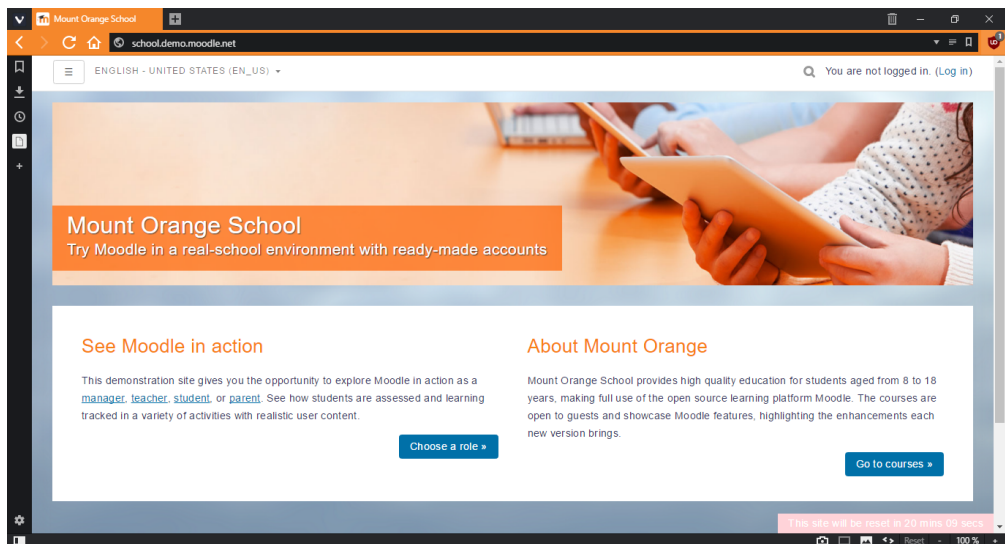 Mount Orange School
school.demo.moodle.net
1
ENGLISH - UNITED STATES (EN_US)
You are not logged in. (Log in)
Mount Orange School
Try Moodle in a real-school environment with ready-made accounts
See Moodle in action
This demonstration site gives you the opportunity to explore Moodle in action as a
manager, teacher, student, or parent. See how students are assessed and learning
tracked in a variety of activities with realistic user content.
Choose a role »
About Mount Orange
Mount Orange School provides high quality education for students aged from 8 to 18
years, making full use of the open source learning platform Moodle. The courses are
open to guests and showcase Moodle features, highlighting the enhancements each
new version brings.
Go to courses »
This site will be reset in 20 mins 09 secs
Reset - 100 % +